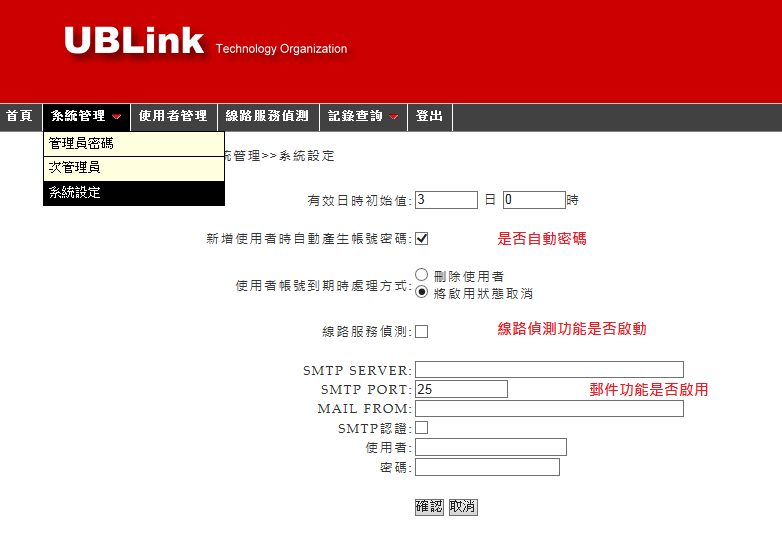 UBLink Technology Organization
首頁 系統管理 使用者管理 線路服務偵測 記錄查詢 登出
管理員密碼
次管理員
系統設定
統管理>>系統設定
有效日時初始值: 3 日 0 時
新增使用者時自動產生帳號密碼: 是否自動密碼
使用者帳號到期時處理方式: 刪除使用者
將啟用狀態取消
線路服務偵測: 線路偵測功能是否啟動
SMTP SERVER:
SMTP PORT: 25 郵件功能是否啟用
MAIL FROM:
SMTP認證:
使用者:
密碼:
確認 取消